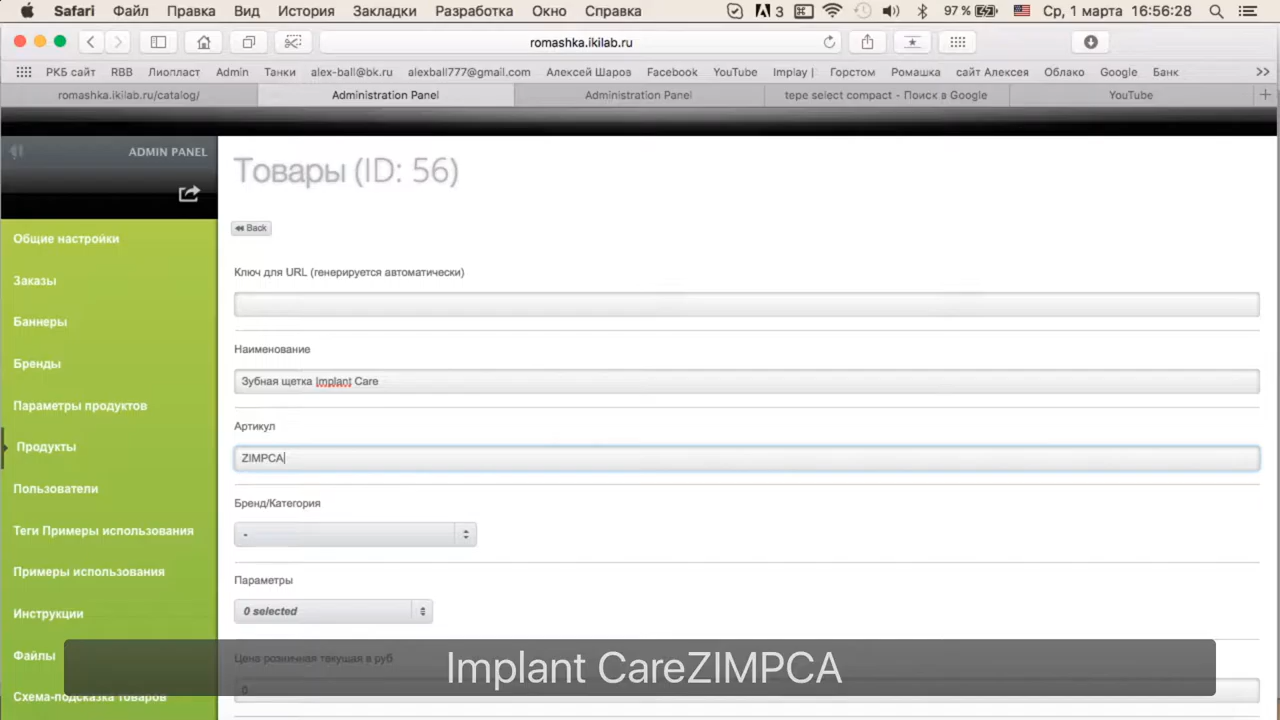 Safari Файл Правка Вид История Закладки Разработка Окно Справка 3 97 % Ср, 1 марта 16:56:28
romashka.ikilab.ru
РКБ сайт RBB Лиопласт Admin Танки alex-ball@bk.ru alexball777@gmail.com Алексей Шаров Facebook YouTube Implay | Горстом Ромашка сайт Алексея Облако Google Банк >>
romashka.ikilab.ru/catalog/ Administration Panel Administration Panel tepe select compact - Поиск в Google YouTube +
ADMIN PANEL
Товары (ID: 56)
Back
Общие настройки
Заказы
Баннеры
Бренды
Параметры продуктов
Продукты
Пользователи
Теги Примеры использования
Примеры использования
Инструкции
Файлы
Схема-подсказка товаров
Ключ для URL (генерируется автоматически)
Наименование
Зубная щетка Implant Care
Артикул
ZIMPCA
Бренд/Категория
-
Параметры
0 selected
Цена розничная текущая в руб
0
Implant CareZIMPCA